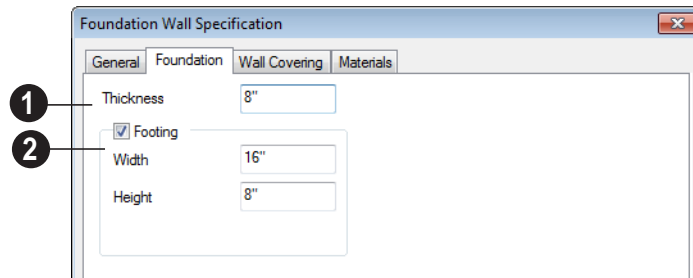 Foundation Wall Specification
General Foundation Wall Covering Materials
1 Thickness 8"
2 Footing
Width 16"
Height 8"